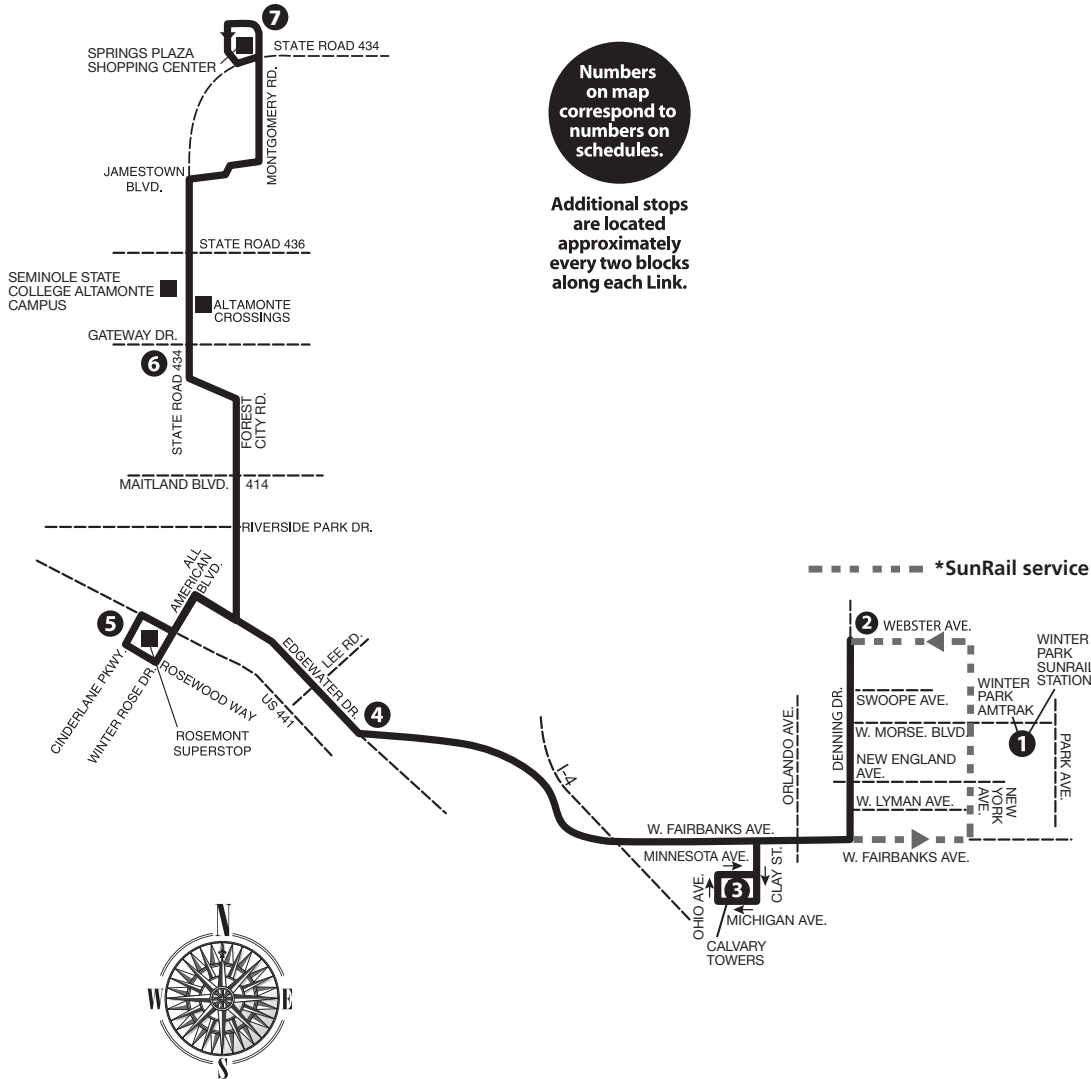 7
SPRINGS PLAZA
SHOPPING CENTER
STATE ROAD 434
MONTGOMERY RD.
JAMESTOWN
BLVD.
Numbers
on map
correspond to
numbers on
schedules.
Additional stops
are located
approximately
every two blocks
along each Link.
STATE ROAD 436
SEMINOLE STATE
COLLEGE ALTAMONTE
CAMPUS
ALTAMONTE
CROSSINGS
GATEWAY DR.
6
STATE ROAD 434
FOREST
CITY RD.
MAITLAND BLVD. 414
RIVERSIDE PARK DR.
ALL
AMERICAN
BLVD.
5
CINDERLANE PKWY.
WINTER ROSE DR.
ROSEWOOD WAY
ROSEMONT
SUPERSTOP
US 441
EDGEWATER DR.
LEE RD.
4
I-4
*SunRail service
2 WEBSTER AVE.
WINTER
PARK
SUNRAIL
STATION
WINTER
PARK
AMTRAK
1
SWOOPE AVE.
W. MORSE. BLVD.
DENNING DR.
ORLANDO AVE.
NEW ENGLAND
AVE.
W. LYMAN AVE.
NEW
YORK
AVE.
PARK AVE.
W. FAIRBANKS AVE.
W. FAIRBANKS AVE.
MINNESOTA AVE.
CLAY ST.
3
OHIO AVE.
MICHIGAN AVE.
CALVARY
TOWERS
N
W E
S